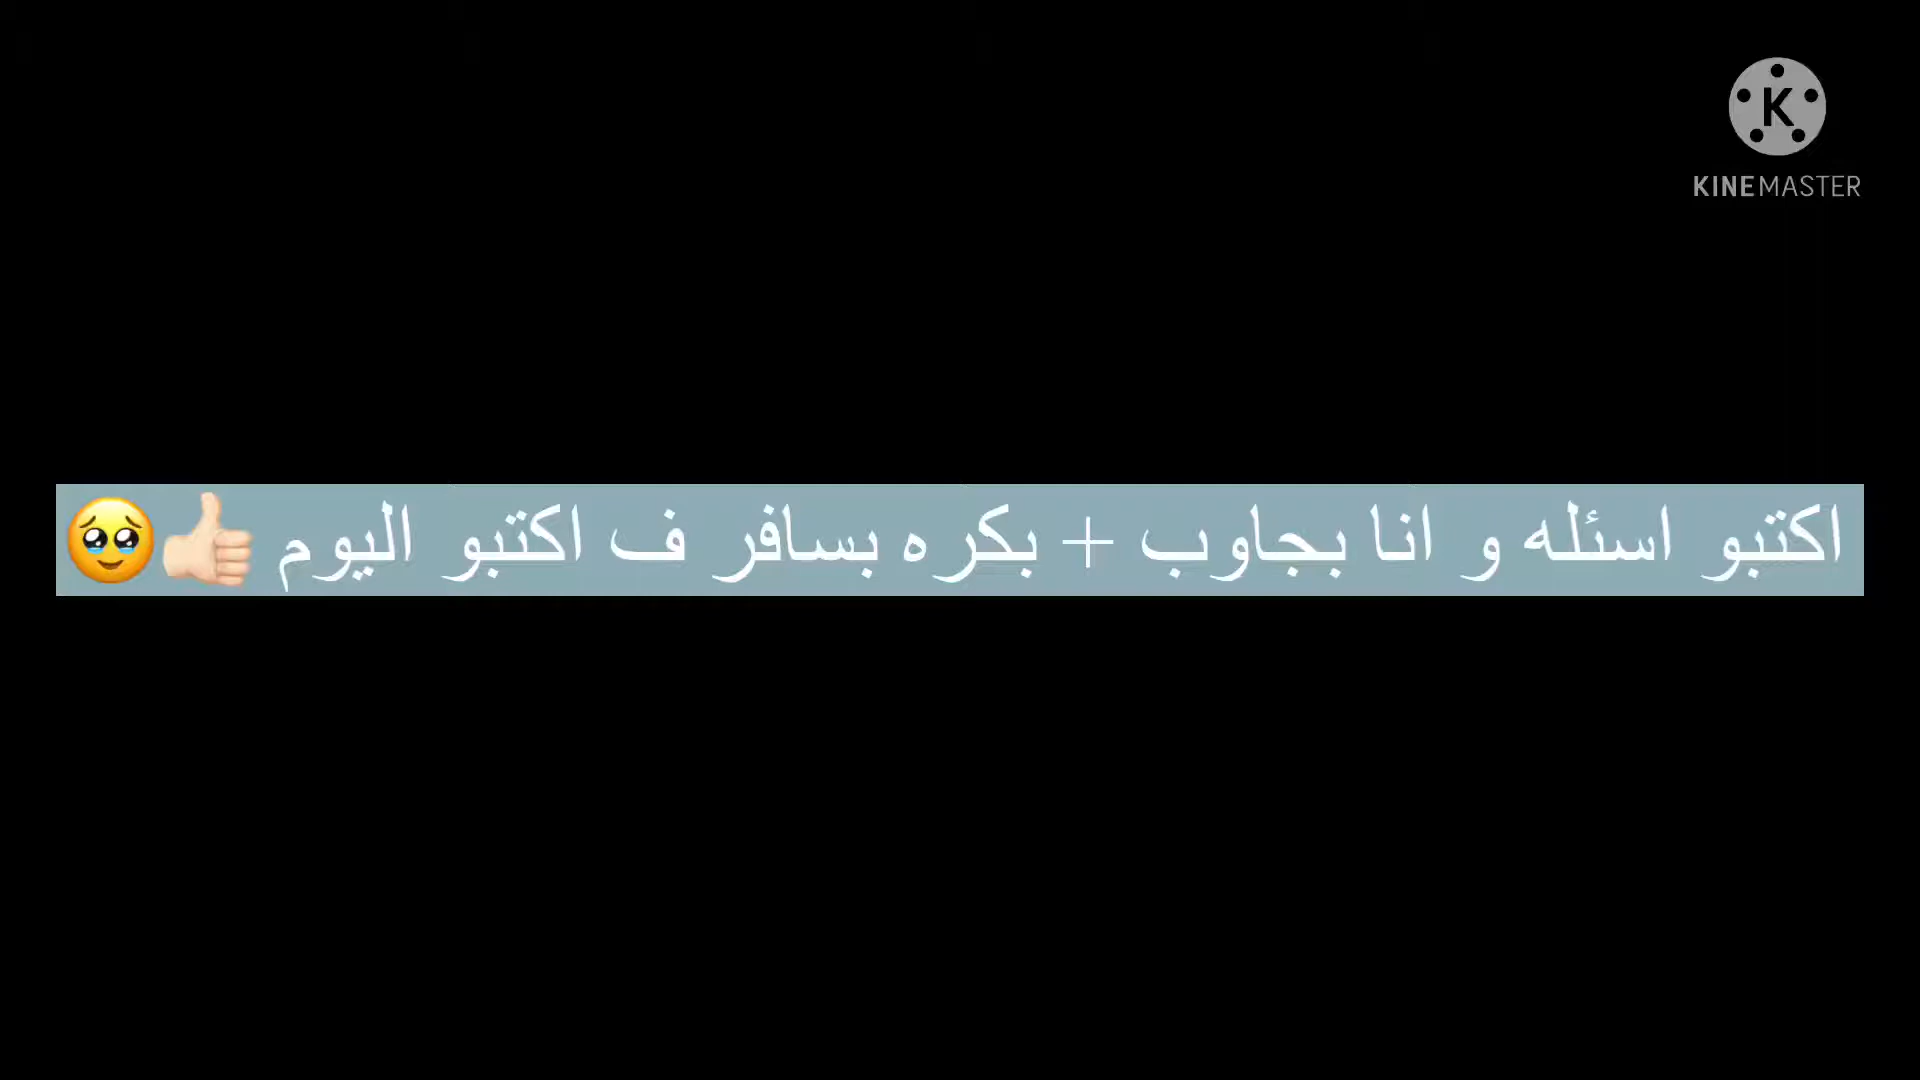 KINEMASTER
اكتبو اسئله و انا بجاوب + بكره بسافر ف اكتبو اليوم 👍🏻🥹